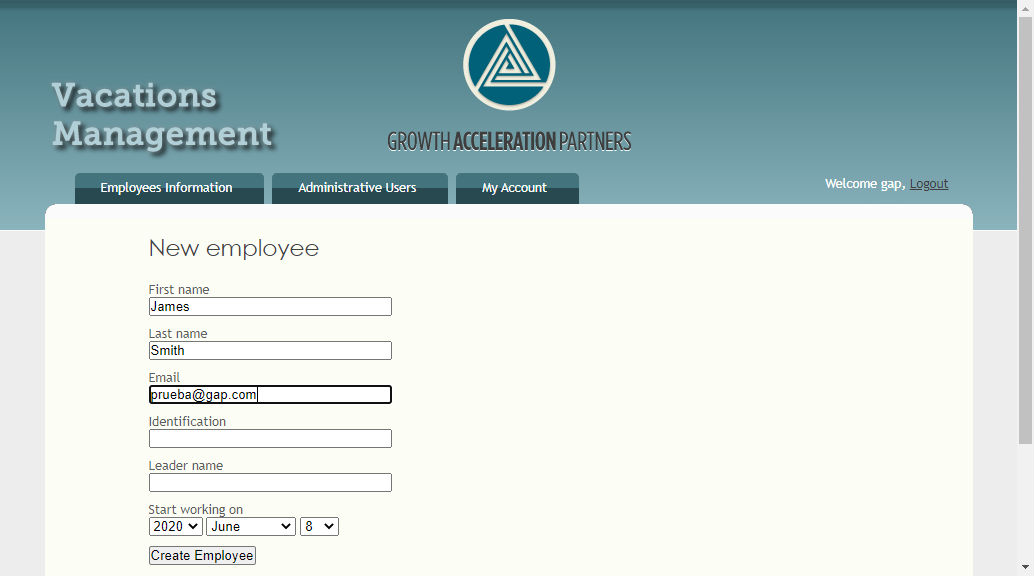 Vacations
Management
GROWTH ACCELERATION PARTNERS
Employees Information
Administrative Users
My Account
Welcome gap, Logout
New employee
First name
James
Last name
Smith
Email
prueba@gap.com
Identification
Leader name
Start working on
2020 June 8
Create Employee